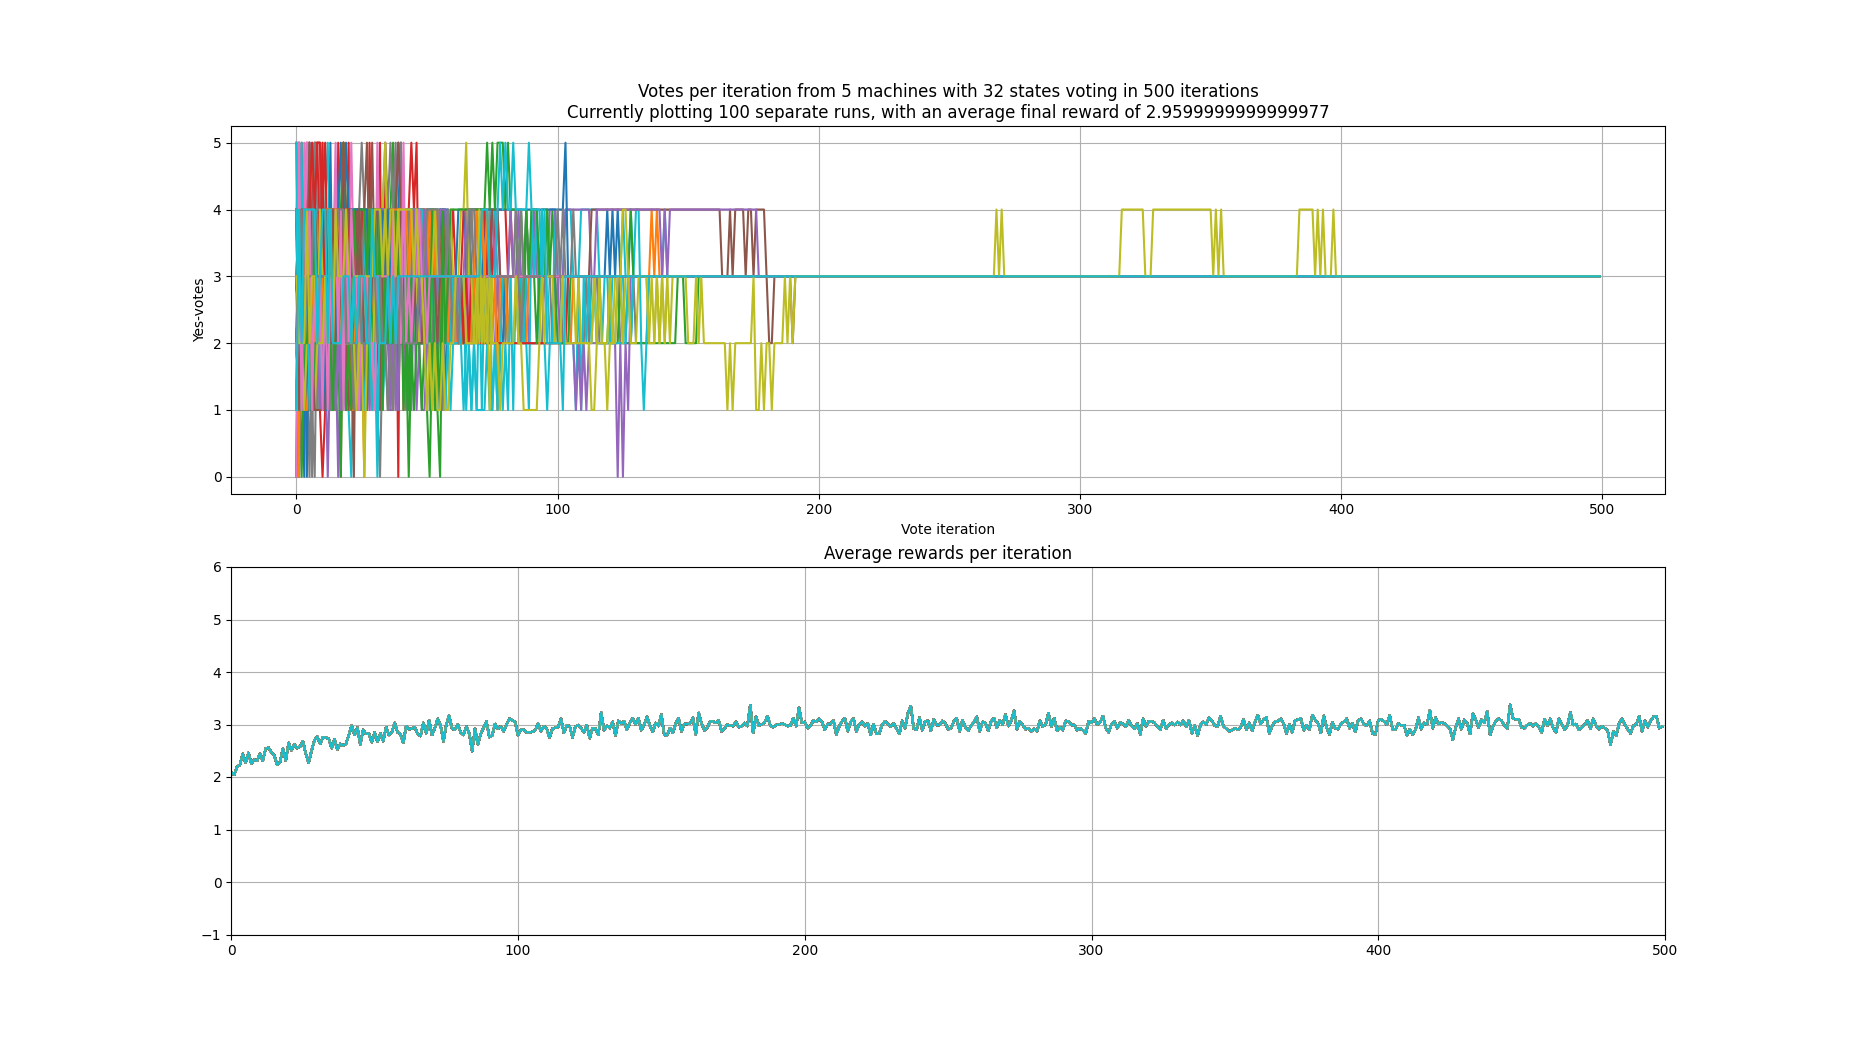 Votes per iteration from 5 machines with 32 states voting in 500 iterations
Currently plotting 100 separate runs, with an average final reward of 2.9599999999999977
5
4
3
2
1
0
Yes-votes
0 100 200 300 400 500
Vote iteration
Average rewards per iteration
6
5
4
3
2
1
0
−1
0 100 200 300 400 500